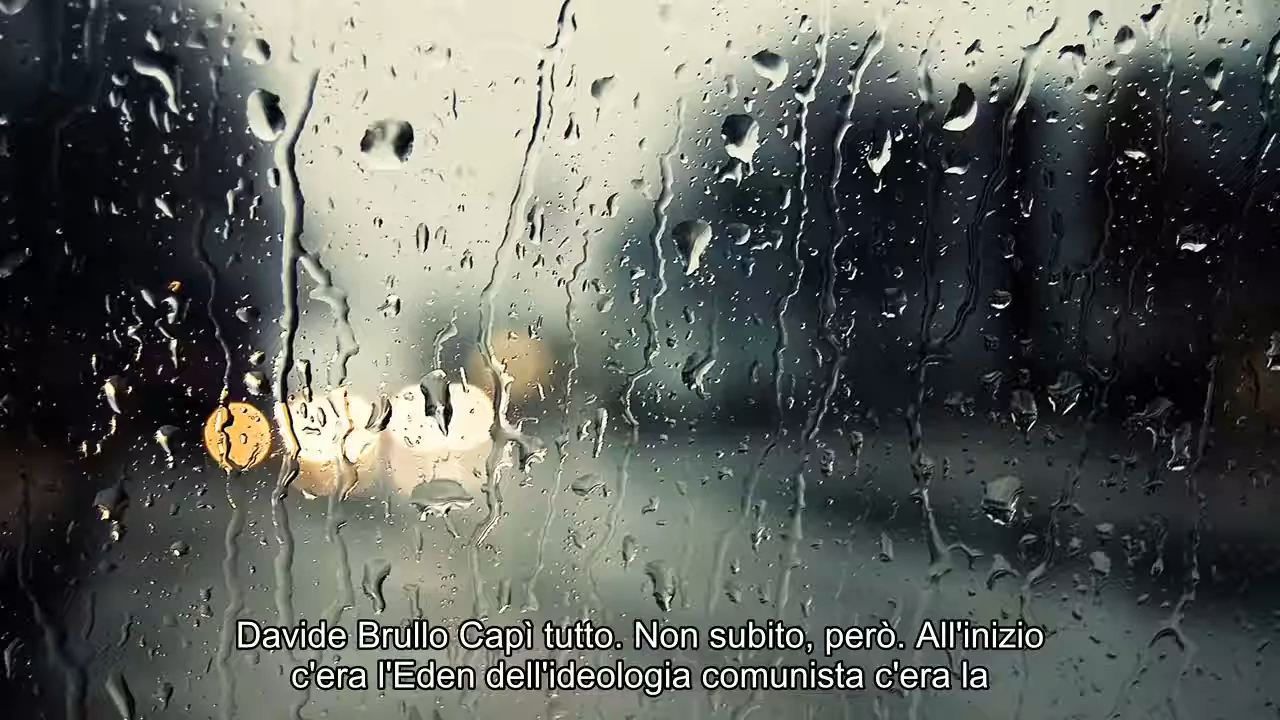 Davide Brullo Capì tutto. Non subito, però. All'inizio
c'era l'Eden dell'ideologia comunista c'era la